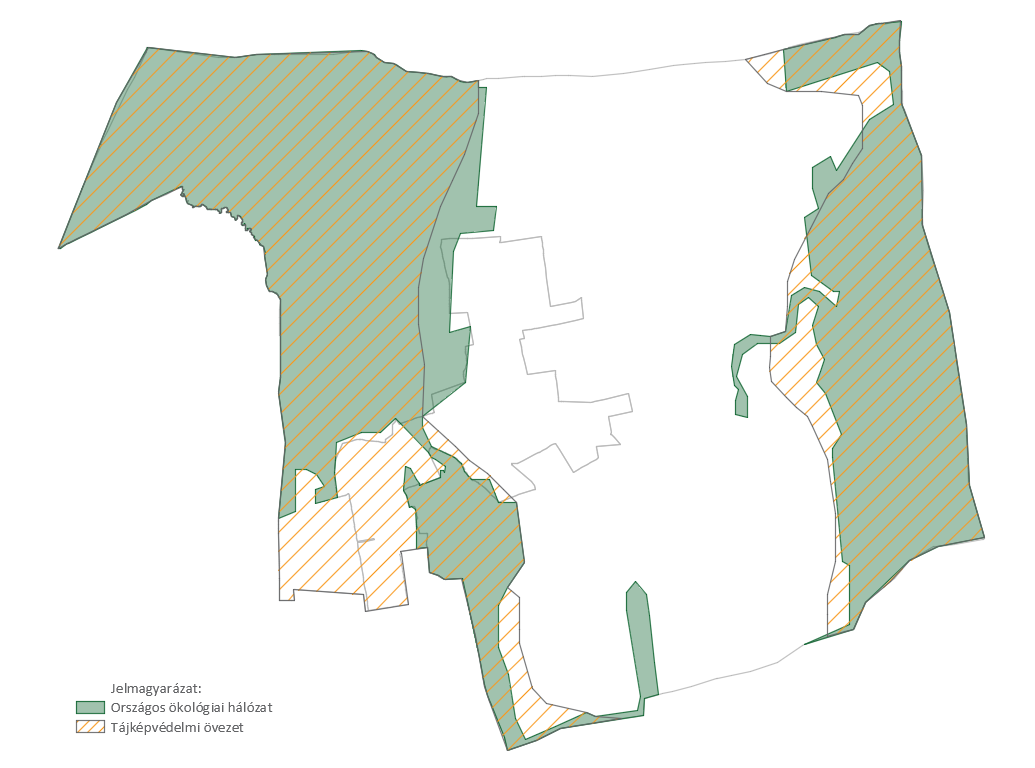 Jelmagyarázat:
Országos ökológiai hálózat
Tájképvédelmi övezet